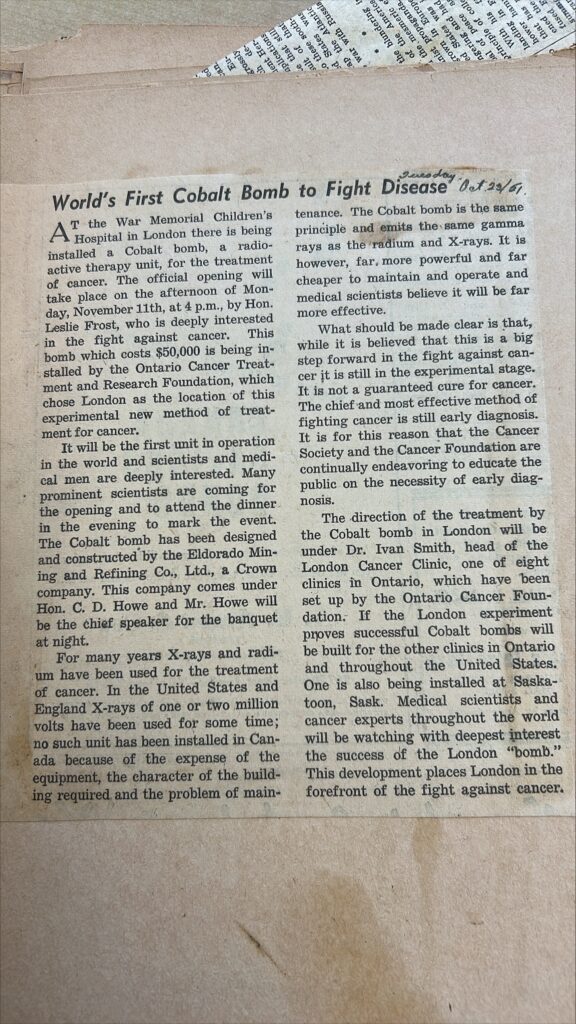 World's First Cobalt Bomb to Fight Disease
Tuesday
Oct. 23/51.
AT the War Memorial Children's
Hospital in London there is being
installed a Cobalt bomb, a radio-
active therapy unit, for the treatment
of cancer. The official opening will
take place on the afternoon of Mon-
day, November 11th, at 4 p.m., by Hon.
Leslie Frost, who is deeply interested
in the fight against cancer. This
bomb which costs $50,000 is being in-
stalled by the Ontario Cancer Treat-
ment and Research Foundation, which
chose London as the location of this
experimental new method of treat-
ment for cancer.
It will be the first unit in operation
in the world and scientists and medi-
cal men are deeply interested. Many
prominent scientists are coming for
the opening and to attend the dinner
in the evening to mark the event.
The Cobalt bomb has been designed
and constructed by the Eldorado Min-
ing and Refining Co., Ltd., a Crown
company. This company comes under
Hon. C. D. Howe and Mr. Howe will
be the chief speaker for the banquet
at night.
For many years X-rays and radi-
um have been used for the treatment
of cancer. In the United States and
England X-rays of one or two million
volts have been used for some time;
no such unit has been installed in Can-
ada because of the expense of the
equipment, the character of the build-
ing required and the problem of main-
tenance. The Cobalt bomb is the same
principle and emits the same gamma
rays as the radium and X-rays. It is
however, far more powerful and far
cheaper to maintain and operate and
medical scientists believe it will be far
more effective.
What should be made clear is that,
while it is believed that this is a big
step forward in the fight against can-
cer it is still in the experimental stage.
It is not a guaranteed cure for cancer.
The chief and most effective method of
fighting cancer is still early diagnosis.
It is for this reason that the Cancer
Society and the Cancer Foundation are
continually endeavoring to educate the
public on the necessity of early diag-
nosis.
The direction of the treatment by
the Cobalt bomb in London will be
under Dr. Ivan Smith, head of the
London Cancer Clinic, one of eight
clinics in Ontario, which have been
set up by the Ontario Cancer Foun-
dation. If the London experiment
proves successful Cobalt bombs will
be built for the other clinics in Ontario
and throughout the United States.
One is also being installed at Saska-
toon, Sask. Medical scientists and
cancer experts throughout the world
will be watching with deepest interest
the success of the London "bomb."
This development places London in the
forefront of the fight against cancer.